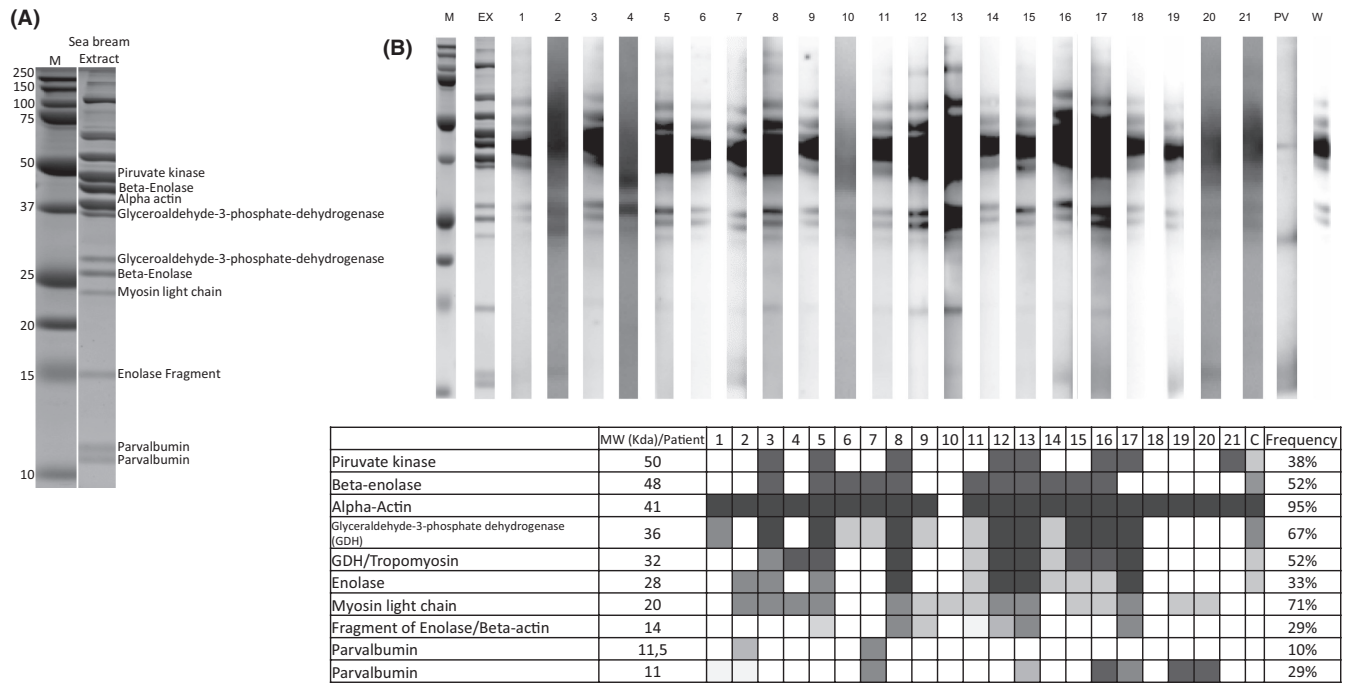 (A)
Sea bream
M Extract
250
150
100
75
50
37
25
20
15
10
Piruvate kinase
Beta-Enolase
Alpha actin
Glyceroaldehyde-3-phosphate-dehydrogenase
Glyceroaldehyde-3-phosphate-dehydrogenase
Beta-Enolase
Myosin light chain
Enolase Fragment
Parvalbumin
Parvalbumin
(B)
M EX 1 2 3 4 5 6 7 8 9 10 11 12 13 14 15 16 17 18 19 20 21 PV W
MW (Kda)/Patient 1 2 3 4 5 6 7 8 9 10 11 12 13 14 15 16 17 18 19 20 21 C Frequency
Piruvate kinase 50 38%
Beta-enolase 48 52%
Alpha-Actin 41 95%
Glyceraldehyde-3-phosphate dehydrogenase
(GDH) 36 67%
GDH/Tropomyosin 32 52%
Enolase 28 33%
Myosin light chain 20 71%
Fragment of Enolase/Beta-actin 14 29%
Parvalbumin 11,5 10%
Parvalbumin 11 29%